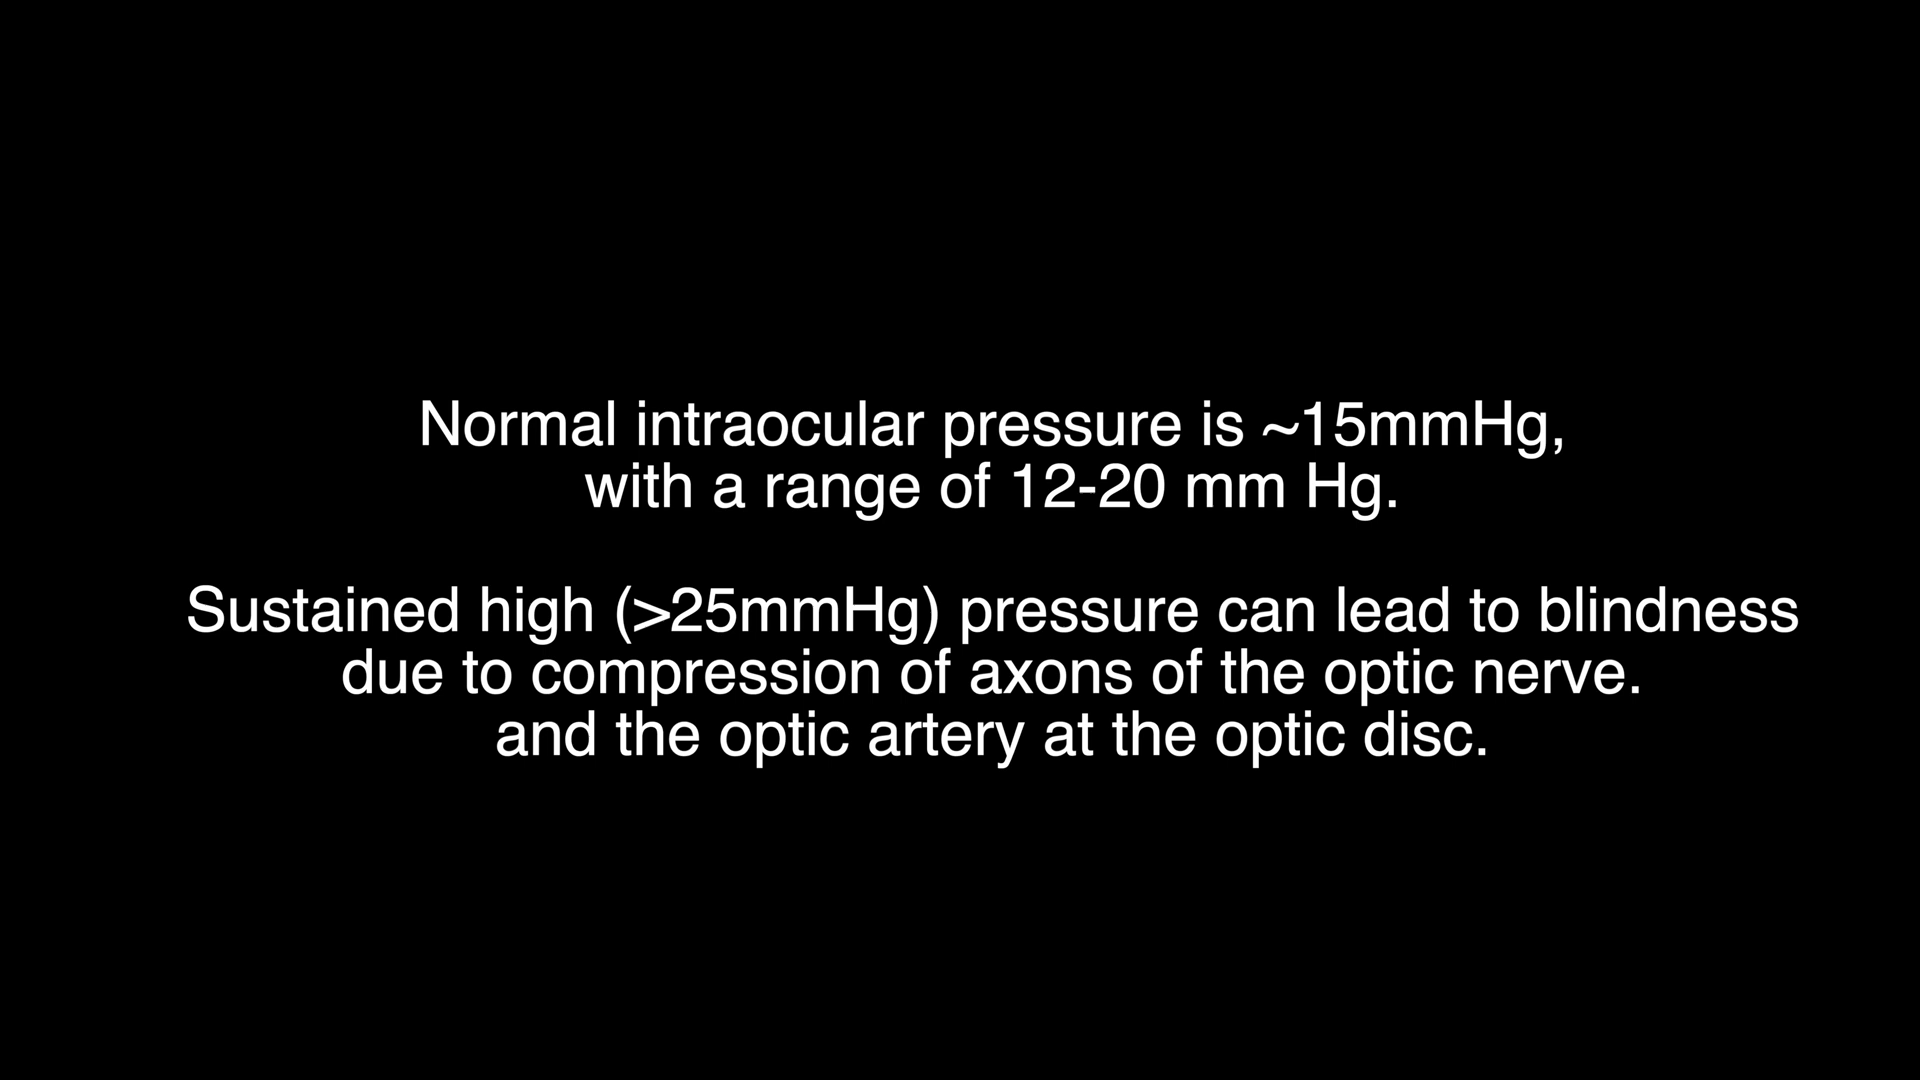 Normal intraocular pressure is ~15mmHg,
with a range of 12-20 mm Hg.
Sustained high (>25mmHg) pressure can lead to blindness
due to compression of axons of the optic nerve.
and the optic artery at the optic disc.